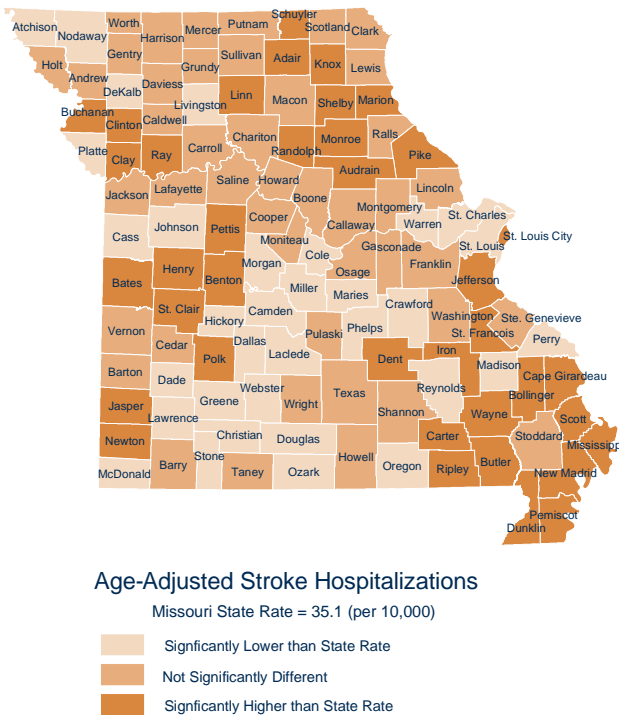 Schuyler
Atchison
Worth
Putnam
Mercer
Scotland
Clark
Nodaway
Harrison
Gentry
Sullivan
Adair
Holt
Grundy
Knox
Lewis
Andrew
Daviess
DeKalb
Linn
Macon
Shelby
Marion
Livingston
Buchanan
Clinton
Caldwell
Chariton
Monroe
Ralls
Platte
Clay
Ray
Carroll
Randolph
Pike
Audrain
Saline
Howard
Jackson
Lafayette
Boone
Lincoln
Montgomery
Cooper
Callaway
Warren
St. Charles
Cass
Johnson
Pettis
Moniteau
St. Louis City
Cole
Gasconade
St. Louis
Morgan
Osage
Franklin
Bates
Henry
Benton
Miller
Jefferson
Maries
St. Clair
Camden
Crawford
Hickory
Phelps
Washington
Ste. Genevieve
Vernon
Pulaski
St. Francois
Cedar
Dallas
Perry
Polk
Laclede
Dent
Iron
Barton
Dade
Madison
Cape Girardeau
Webster
Texas
Reynolds
Bollinger
Jasper
Greene
Wright
Shannon
Wayne
Lawrence
Scott
Christian
Douglas
Carter
Stoddard
Newton
Mississipp
Stone
Howell
Butler
McDonald
Barry
Taney
Ozark
Oregon
Ripley
New Madrid
Pemiscot
Dunklin
Age-Adjusted Stroke Hospitalizations
Missouri State Rate = 35.1 (per 10,000)
Signficantly Lower than State Rate
Not Significantly Different
Signficantly Higher than State Rate